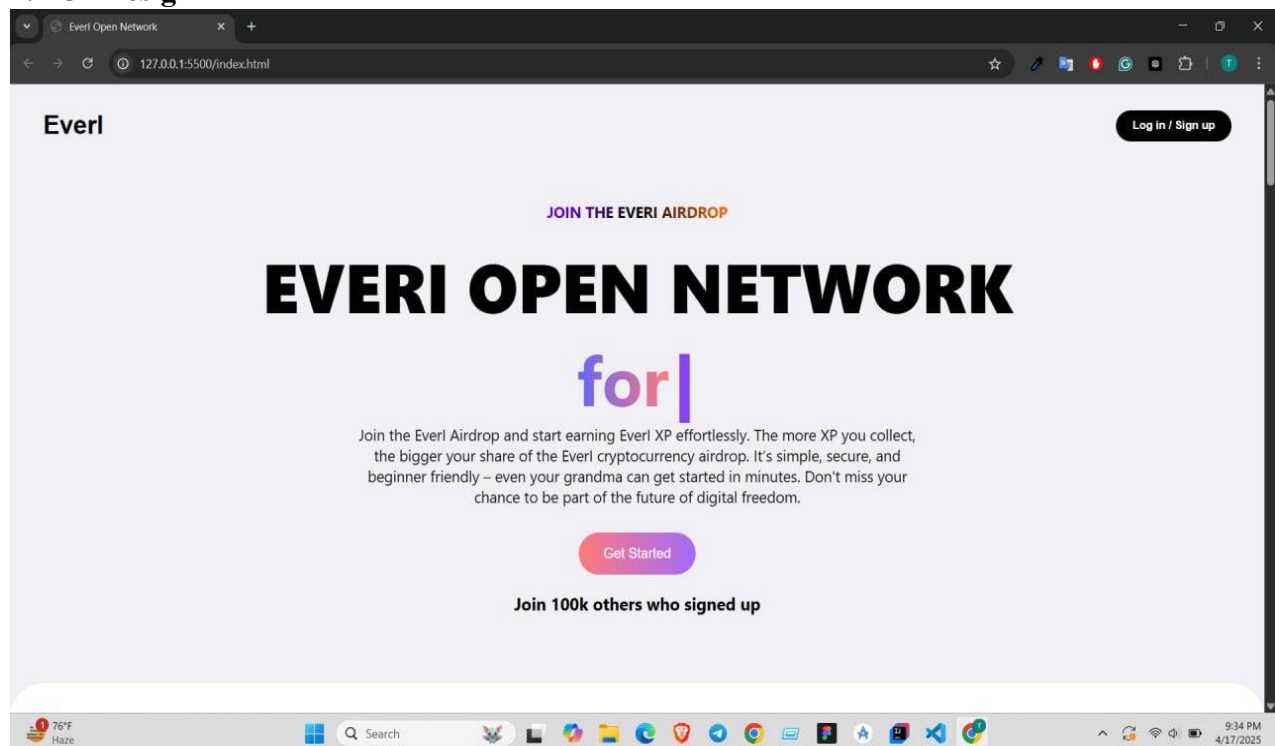 Everl Open Network
127.0.0.1:5500/index.html
Everl
Log in / Sign up
JOIN THE EVERI AIRDROP
EVERI OPEN NETWORK
for
Join the Everl Airdrop and start earning Everl XP effortlessly. The more XP you collect,
the bigger your share of the Everl cryptocurrency airdrop. It's simple, secure, and
beginner friendly – even your grandma can get started in minutes. Don't miss your
chance to be part of the future of digital freedom.
Get Started
Join 100k others who signed up
76°F
Haze
Search
9:34 PM
4/17/2025